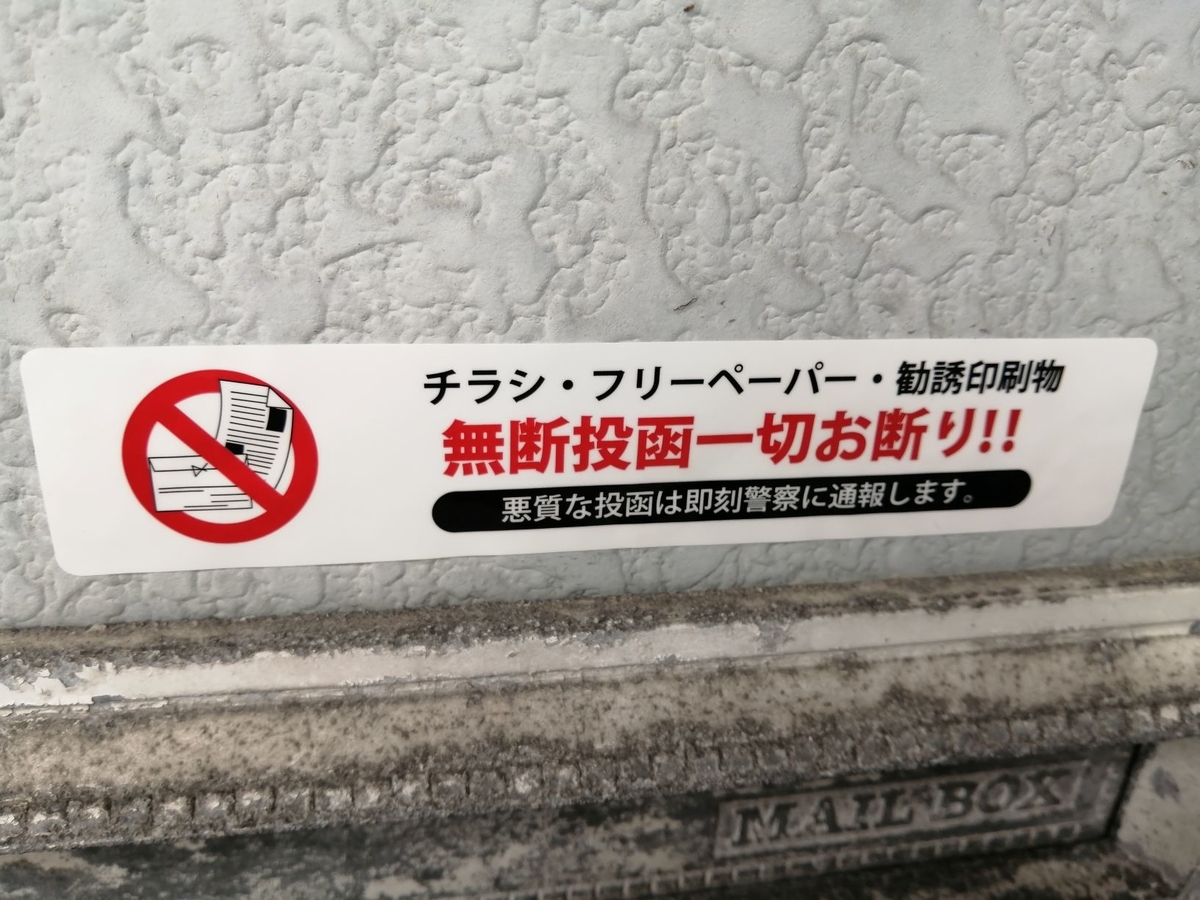 チラシ・フリーペーパー・勧誘印刷物
無断投函一切お断り!!
悪質な投函は即刻警察に通報します。
MAIL BOX